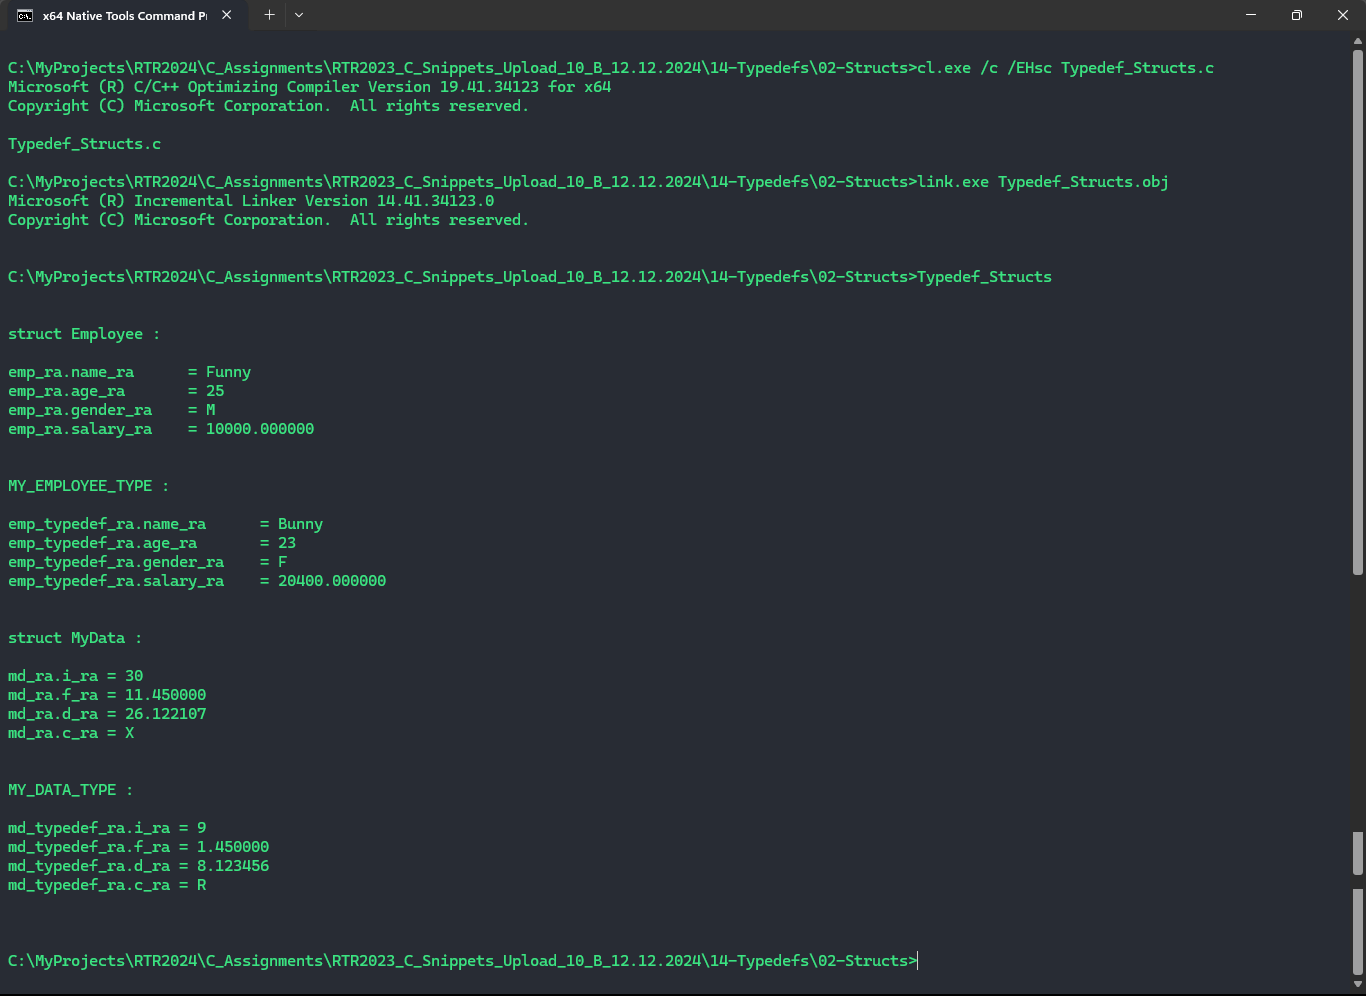 x64 Native Tools Command P
C:\MyProjects\RTR2024\C_Assignments\RTR2023_C_Snippets_Upload_10_B_12.12.2024\14-Typedefs\02-Structs>cl.exe /c /EHsc Typedef_Structs.c
Microsoft (R) C/C++ Optimizing Compiler Version 19.41.34123 for x64
Copyright (C) Microsoft Corporation.  All rights reserved.
Typedef_Structs.c
C:\MyProjects\RTR2024\C_Assignments\RTR2023_C_Snippets_Upload_10_B_12.12.2024\14-Typedefs\02-Structs>link.exe Typedef_Structs.obj
Microsoft (R) Incremental Linker Version 14.41.34123.0
Copyright (C) Microsoft Corporation.  All rights reserved.
C:\MyProjects\RTR2024\C_Assignments\RTR2023_C_Snippets_Upload_10_B_12.12.2024\14-Typedefs\02-Structs>Typedef_Structs
struct Employee :
emp_ra.name_ra      = Funny
emp_ra.age_ra       = 25
emp_ra.gender_ra    = M
emp_ra.salary_ra    = 10000.000000
MY_EMPLOYEE_TYPE :
emp_typedef_ra.name_ra      = Bunny
emp_typedef_ra.age_ra       = 23
emp_typedef_ra.gender_ra    = F
emp_typedef_ra.salary_ra    = 20400.000000
struct MyData :
md_ra.i_ra = 30
md_ra.f_ra = 11.450000
md_ra.d_ra = 26.122107
md_ra.c_ra = X
MY_DATA_TYPE :
md_typedef_ra.i_ra = 9
md_typedef_ra.f_ra = 1.450000
md_typedef_ra.d_ra = 8.123456
md_typedef_ra.c_ra = R
C:\MyProjects\RTR2024\C_Assignments\RTR2023_C_Snippets_Upload_10_B_12.12.2024\14-Typedefs\02-Structs>